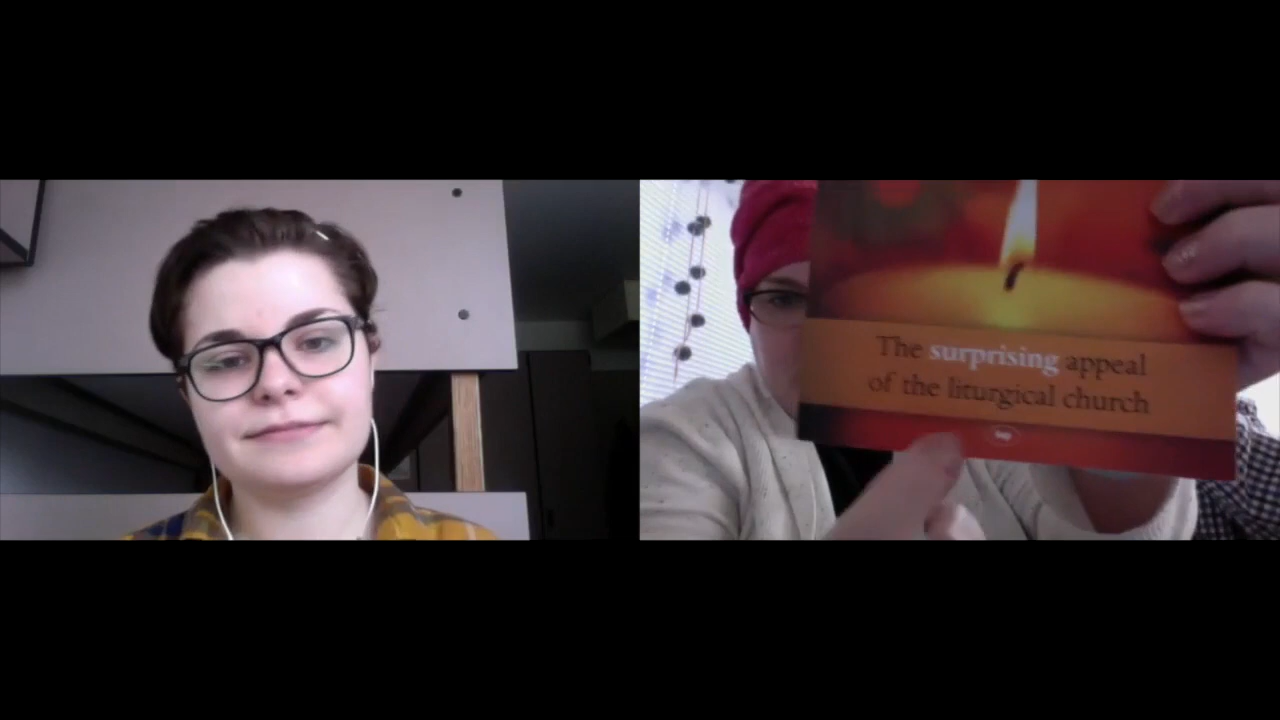 The surprising appeal
of the liturgical church